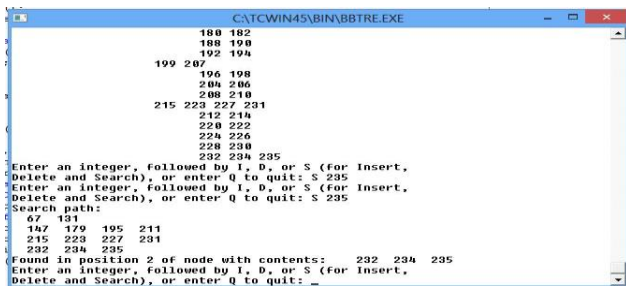 C:\TCWIN45\BIN\BBTRE.EXE
180 182
188 190
192 194
199 207
196 198
204 206
208 210
215 223 227 231
212 214
220 222
224 226
228 230
232 234 235
Enter an integer, followed by I, D, or S (for Insert,
Delete and Search), or enter Q to quit: S 235
Enter an integer, followed by I, D, or S (for Insert,
Delete and Search), or enter Q to quit: S 235
Search path:
67 131
147 179 195 211
215 223 227 231
232 234 235
Found in position 2 of node with contents: 232 234 235
Enter an integer, followed by I, D, or S (for Insert,
Delete and Search), or enter Q to quit: _